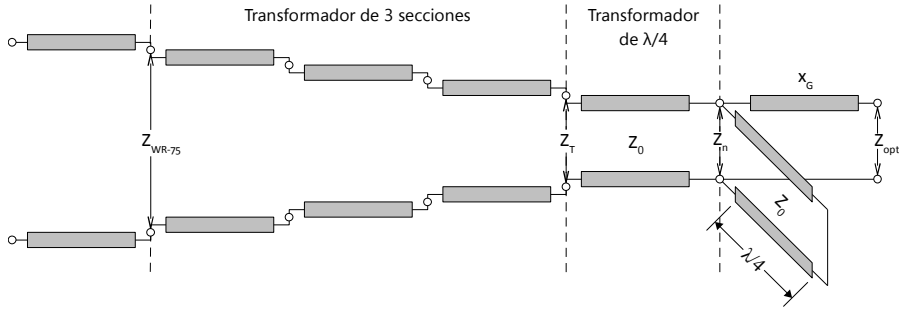 Transformador de 3 secciones
Transformador
de λ/4
x_G
Z_WR-75
Z_T
Z_0
Z_n
Z_opt
Z_0
λ/4